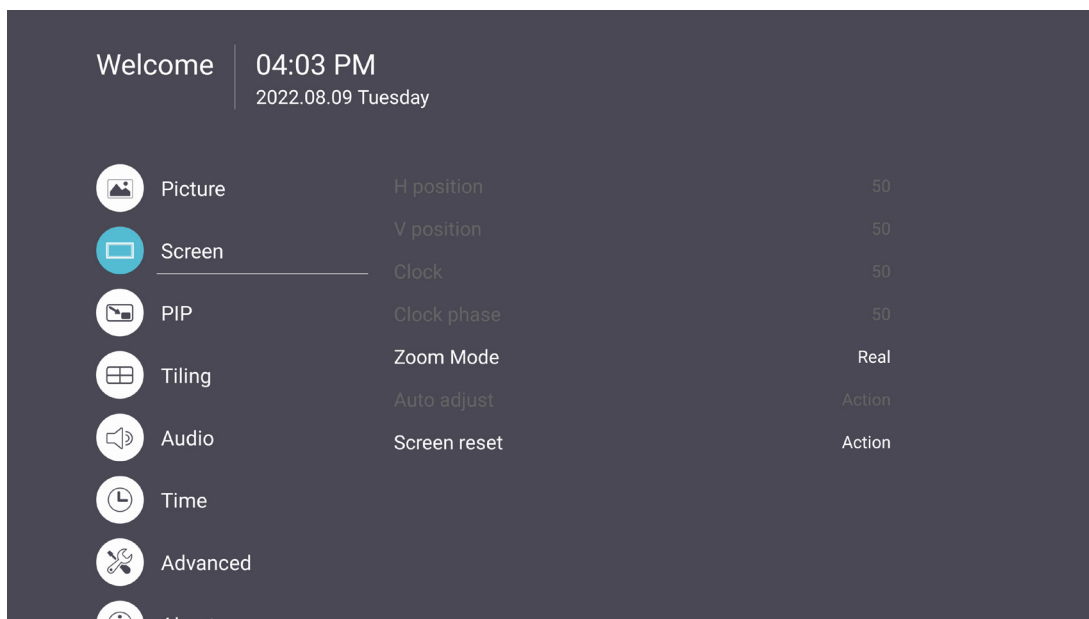 Welcome
04:03 PM
2022.08.09 Tuesday
Picture
Screen
PIP
Tiling
Audio
Time
Advanced
H position 50
V position 50
Clock 50
Clock phase 50
Zoom Mode Real
Auto adjust Action
Screen reset Action